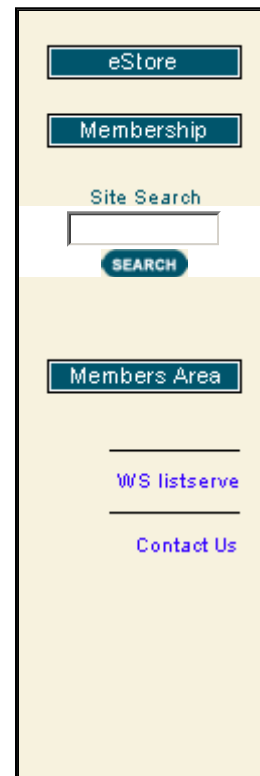 eStore
Membership
Site Search
SEARCH
Members Area
WS listserve
Contact Us